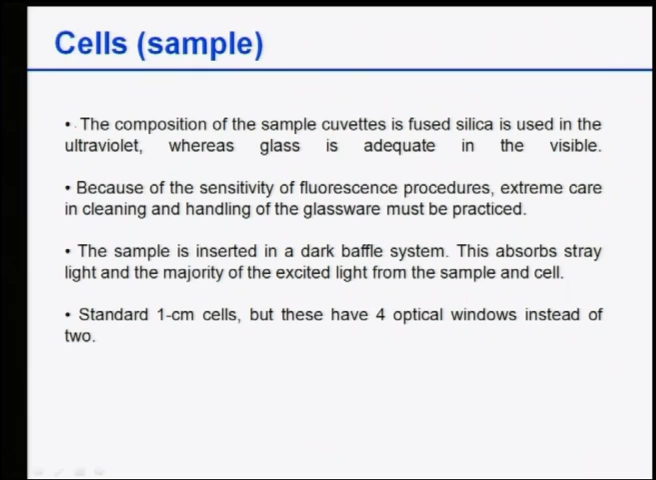 Cells (sample)
• The composition of the sample cuvettes is fused silica is used in the
ultraviolet, whereas glass is adequate in the visible.
• Because of the sensitivity of fluorescence procedures, extreme care
in cleaning and handling of the glassware must be practiced.
• The sample is inserted in a dark baffle system. This absorbs stray
light and the majority of the excited light from the sample and cell.
• Standard 1-cm cells, but these have 4 optical windows instead of
two.